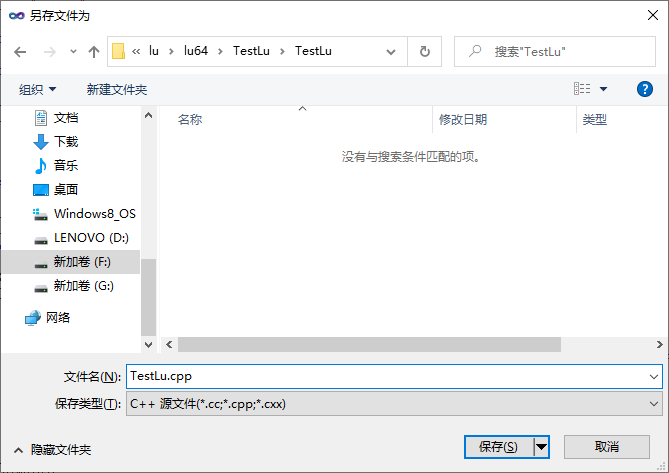 另存文件为
« lu › lu64 › TestLu › TestLu
搜索"TestLu"
组织
新建文件夹
文档
下载
音乐
桌面
Windows8_OS
LENOVO (D:)
新加卷 (F:)
新加卷 (G:)
网络
名称 修改日期 类型
没有与搜索条件匹配的项。
文件名(N): TestLu.cpp
保存类型(T): C++ 源文件(*.cc;*.cpp;*.cxx)
隐藏文件夹
保存(S)
取消